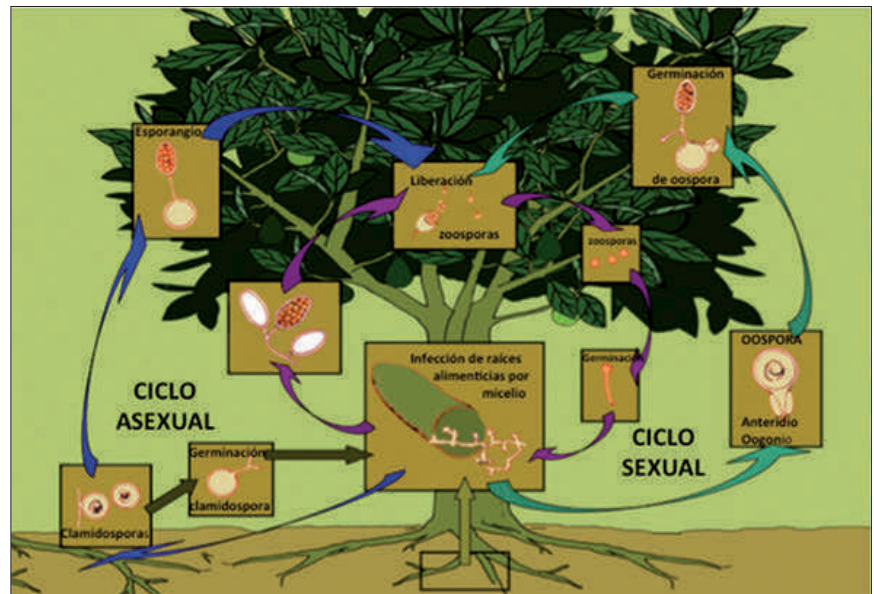 Germinación
de oospora
Esporangio
Liberación
zoosporas
zoosporas
Infección de raíces
alimenticias por
micelio
Germinación
OOSPORA
Anteridio
Oogonio
CICLO
ASEXUAL
CICLO
SEXUAL
Germinación
clamidospora
Clamidosporas